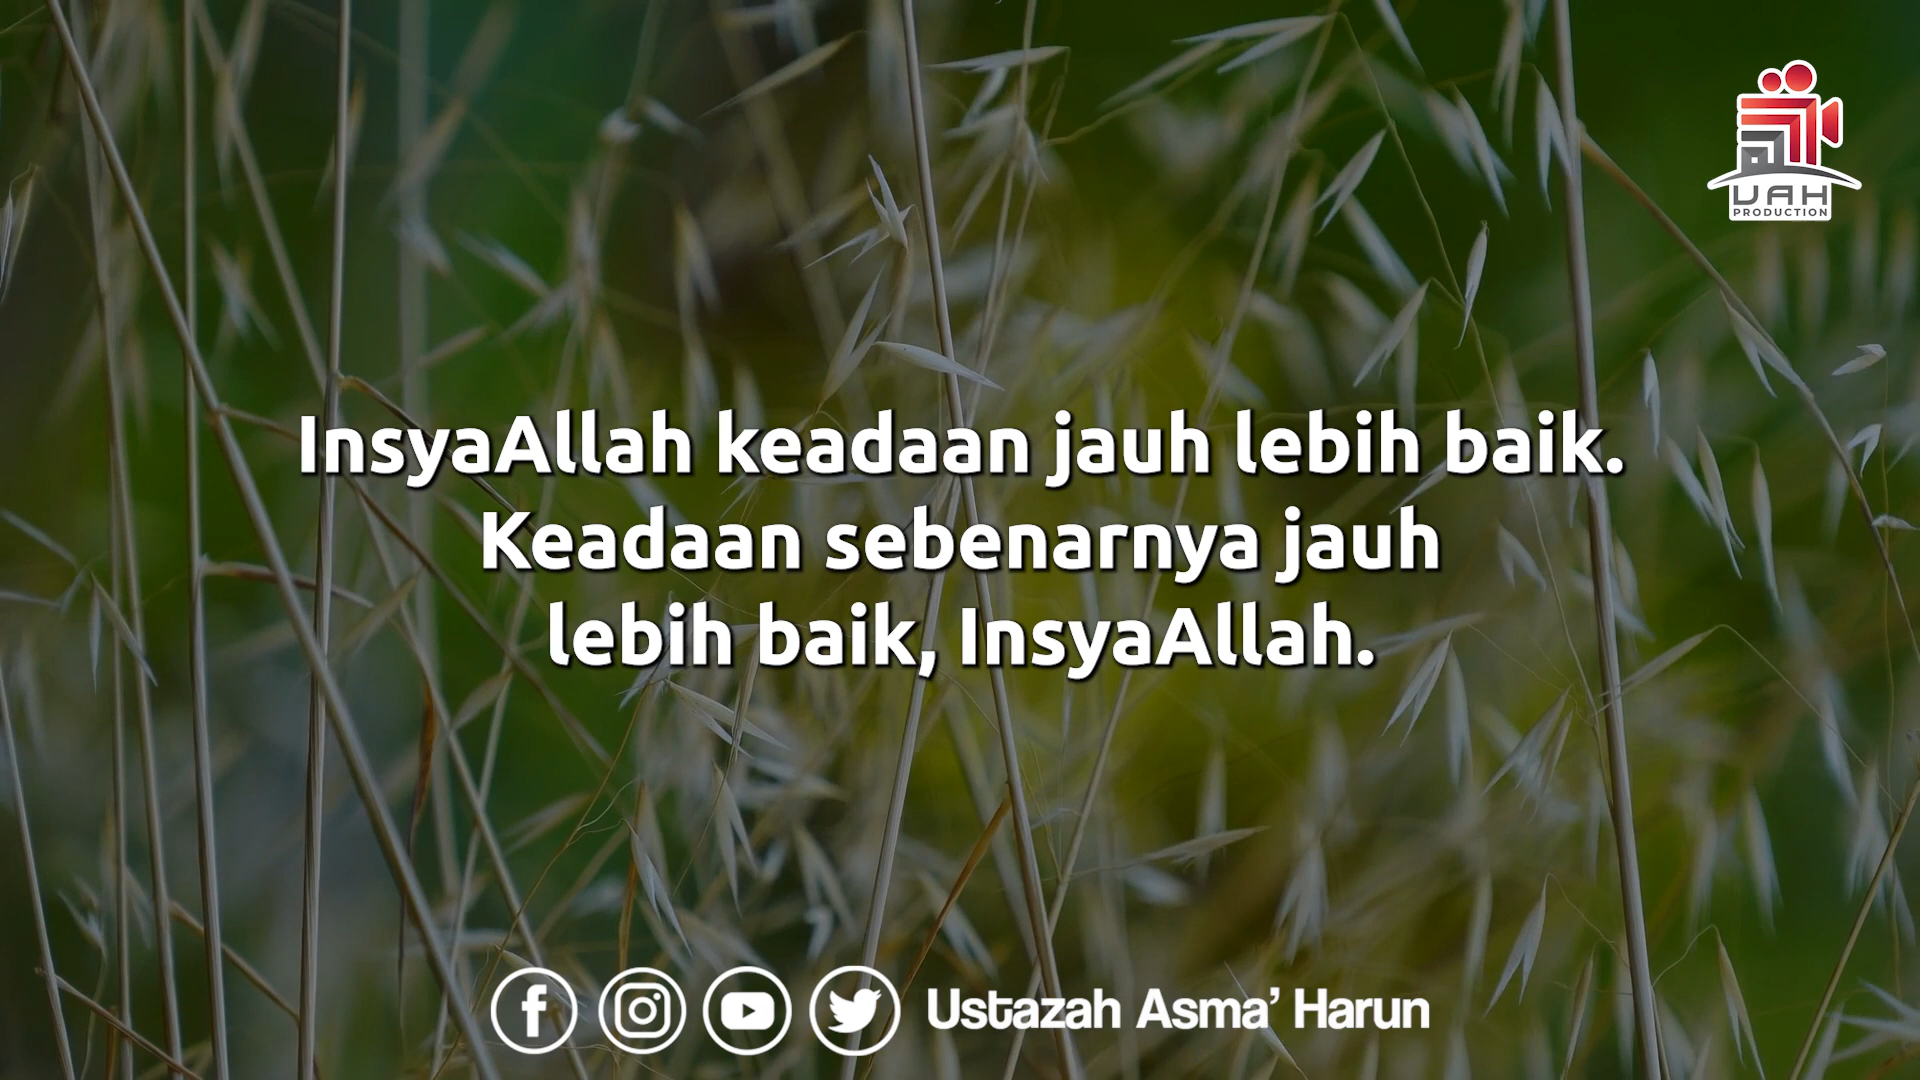 UAH
PRODUCTION
InsyaAllah keadaan jauh lebih baik.
Keadaan sebenarnya jauh
lebih baik, InsyaAllah.
Ustazah Asma’ Harun